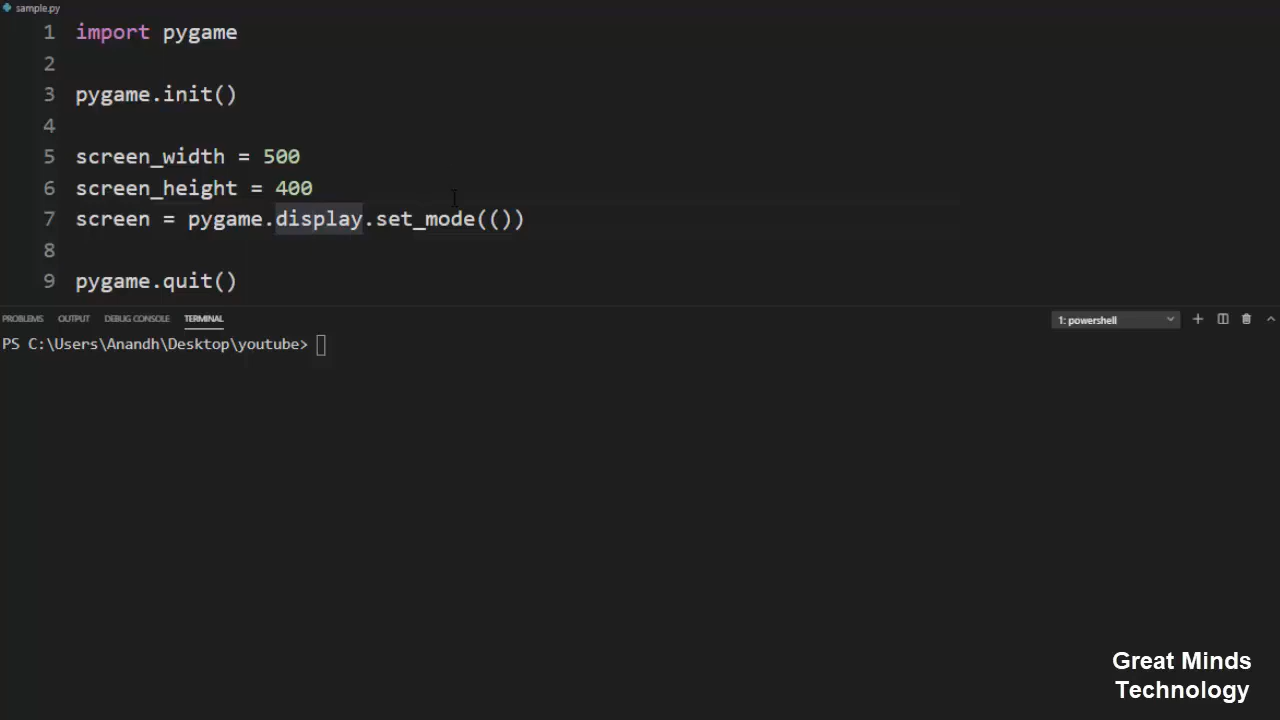 sample.py
1 import pygame
2
3 pygame.init()
4
5 screen_width = 500
6 screen_height = 400
7 screen = pygame.display.set_mode(())
8
9 pygame.quit()
PROBLEMS OUTPUT DEBUG CONSOLE TERMINAL 1: powershell
PS C:\Users\Anandh\Desktop\youtube>
Great Minds
Technology